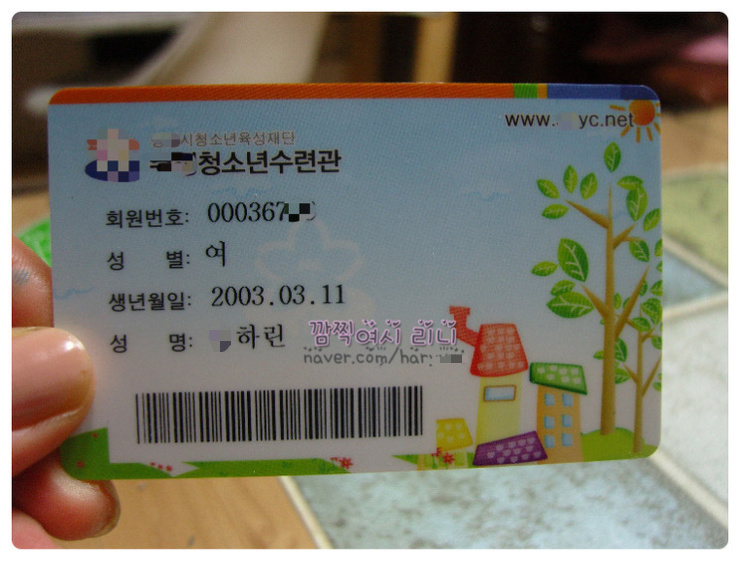 www. yc.net
시청소년육성재단
청소년수련관
회원번호: 000367
성 별: 여
생년월일: 2003.03.11
성 명: 하린
깜찍여시 리니
naver.com/har